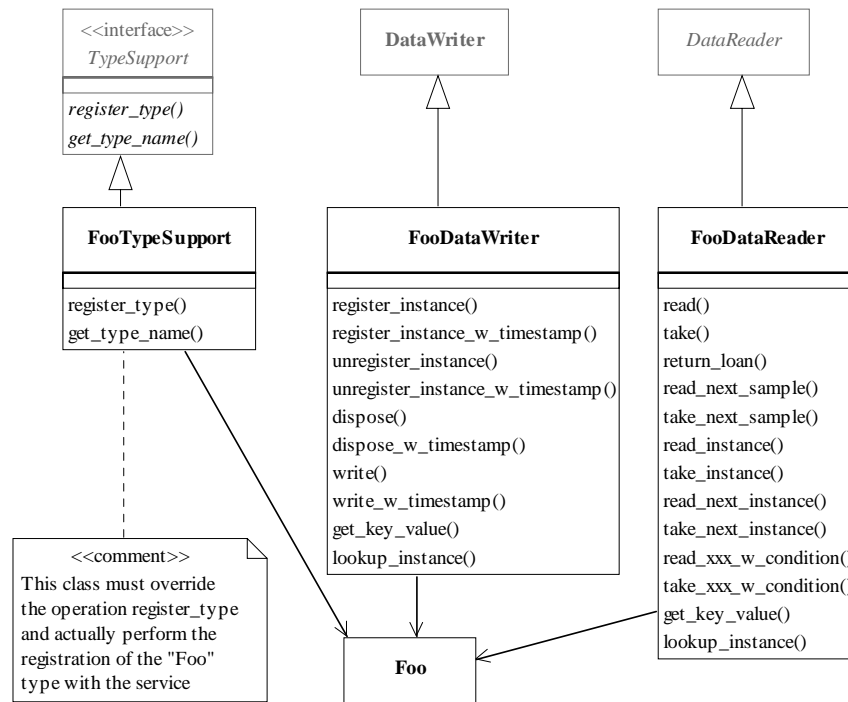 <<interface>>
TypeSupport
register_type()
get_type_name()
DataWriter
DataReader
FooTypeSupport
register_type()
get_type_name()
FooDataWriter
register_instance()
register_instance_w_timestamp()
unregister_instance()
unregister_instance_w_timestamp()
dispose()
dispose_w_timestamp()
write()
write_w_timestamp()
get_key_value()
lookup_instance()
FooDataReader
read()
take()
return_loan()
read_next_sample()
take_next_sample()
read_instance()
take_instance()
read_next_instance()
take_next_instance()
read_xxx_w_condition()
take_xxx_w_condition()
get_key_value()
lookup_instance()
<<comment>>
This class must override
the operation register_type
and actually perform the
registration of the "Foo"
type with the service
Foo